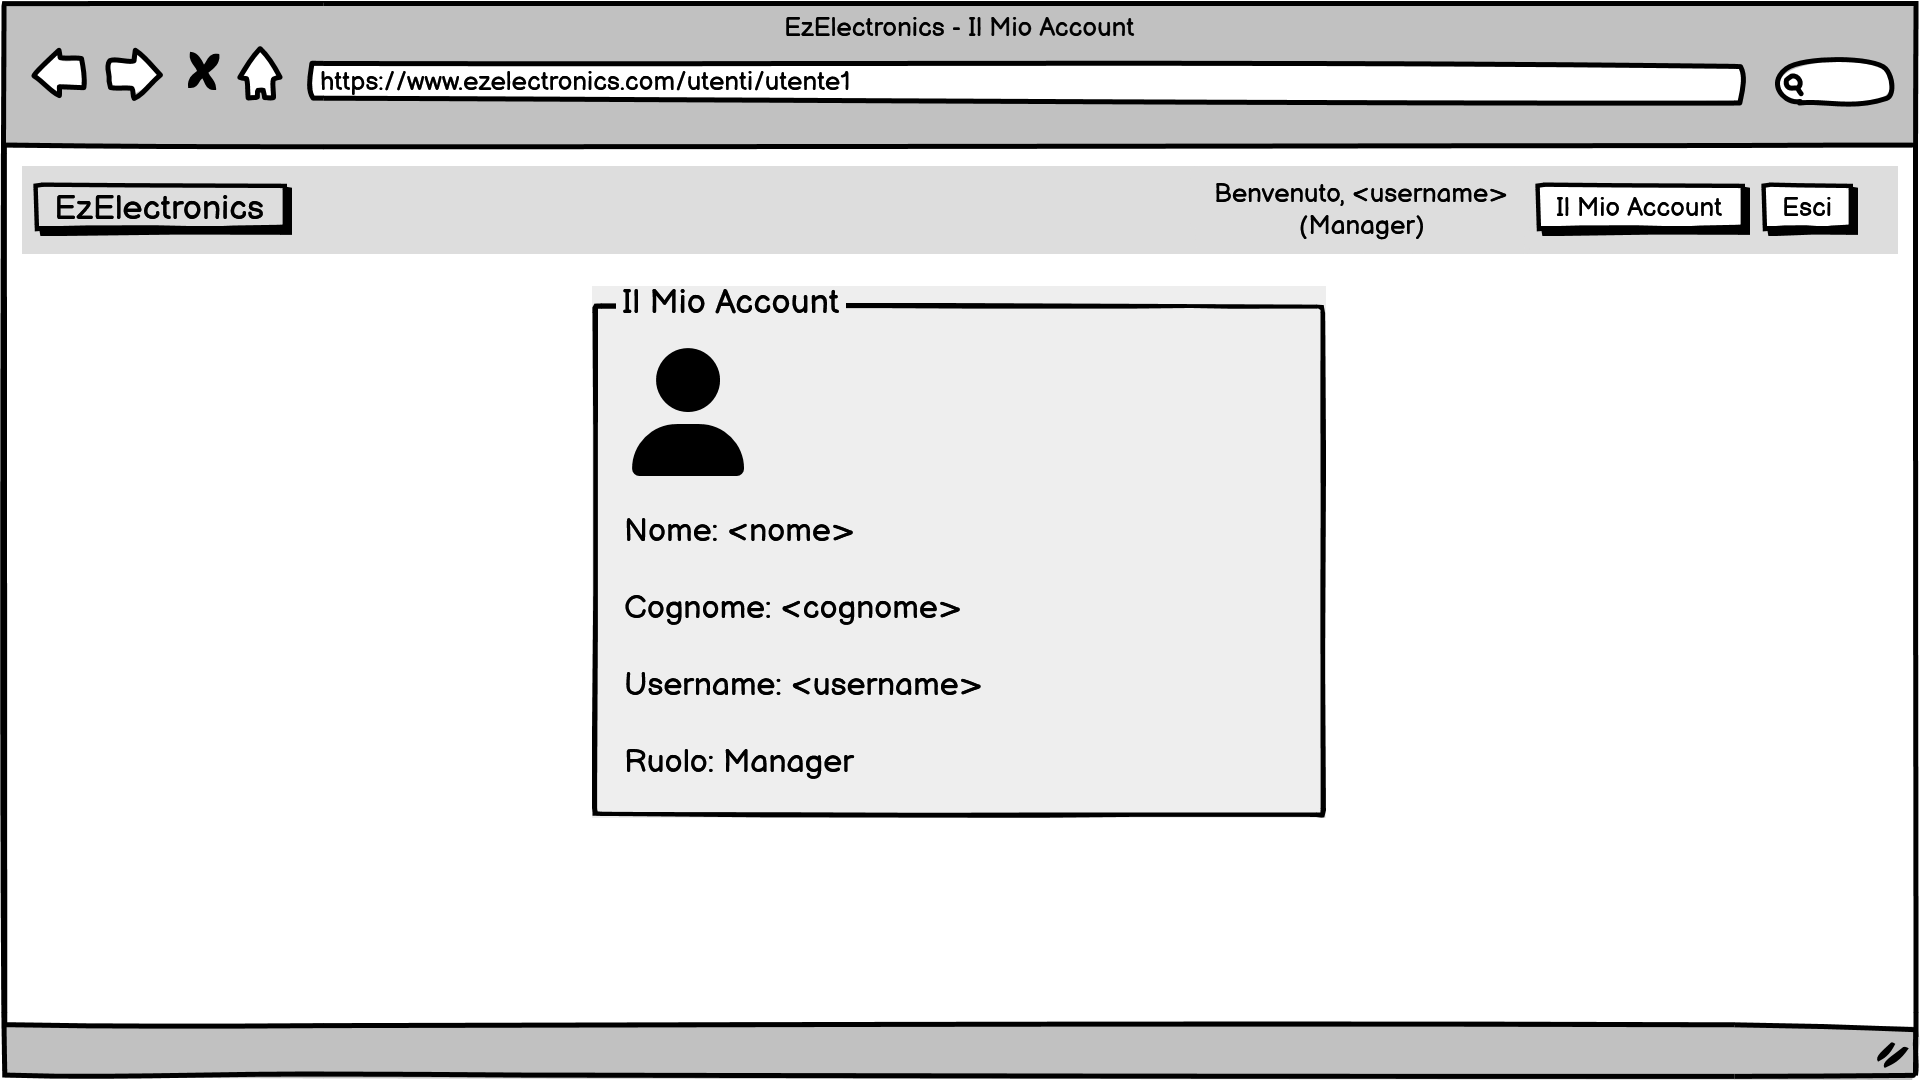 EzElectronics - Il Mio Account
https://www.ezelectronics.com/utenti/utente1
EzElectronics
Benvenuto, <username>
(Manager)
Il Mio Account
Esci
Il Mio Account
Nome: <nome>
Cognome: <cognome>
Username: <username>
Ruolo: Manager